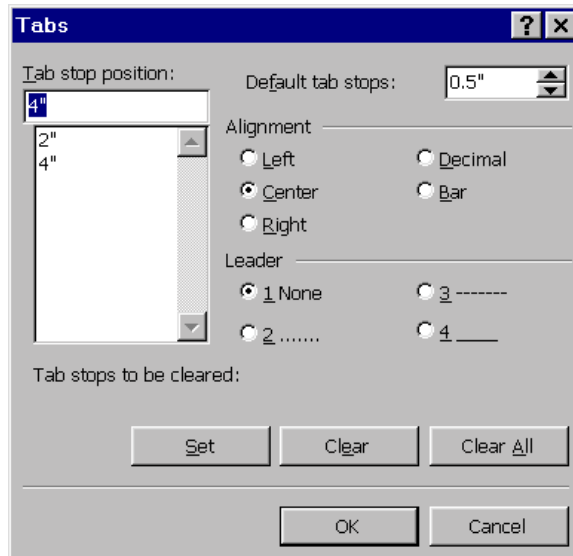 Tabs
Tab stop position:
Default tab stops:
0.5"
4"
2"
4"
Alignment
Left
Decimal
Center
Bar
Right
Leader
1 None
3 -------
2 .......
4 ____
Tab stops to be cleared:
Set
Clear
Clear All
OK
Cancel